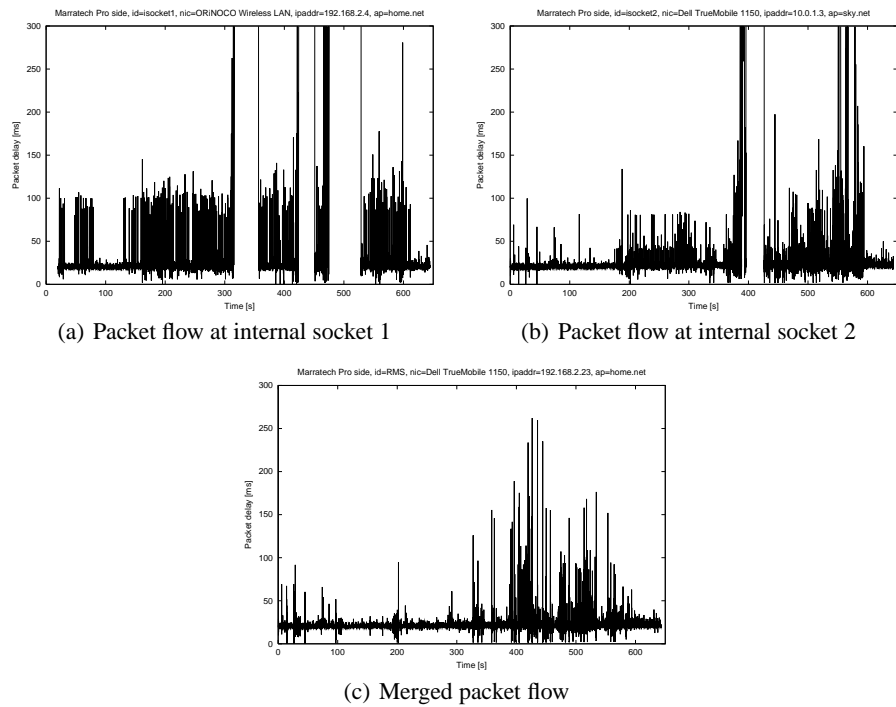 Marratech Pro side, id=isocket1, nic=ORiNOCO Wireless LAN, ipaddr=192.168.2.4, ap=home.net
300
250
200
150
100
50
0
Packet delay [ms]
0 100 200 300 400 500 600
Time [s]
(a) Packet flow at internal socket 1
Marratech Pro side, id=isocket2, nic=Dell TrueMobile 1150, ipaddr=10.0.1.3, ap=sky.net
300
250
200
150
100
50
0
Packet delay [ms]
0 100 200 300 400 500 600
Time [s]
(b) Packet flow at internal socket 2
Marratech Pro side, id=RMS, nic=Dell TrueMobile 1150, ipaddr=192.168.2.23, ap=home.net
300
250
200
150
100
50
0
Packet delay [ms]
0 100 200 300 400 500 600
Time [s]
(c) Merged packet flow